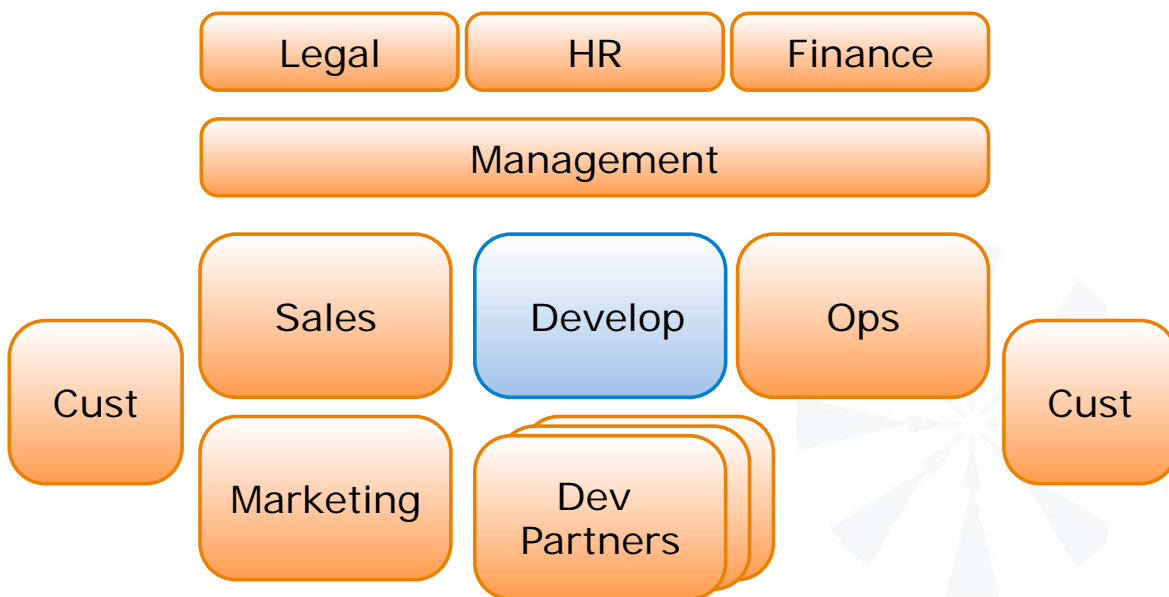 Legal
HR
Finance
Management
Sales
Develop
Ops
Cust
Cust
Marketing
Dev
Partners